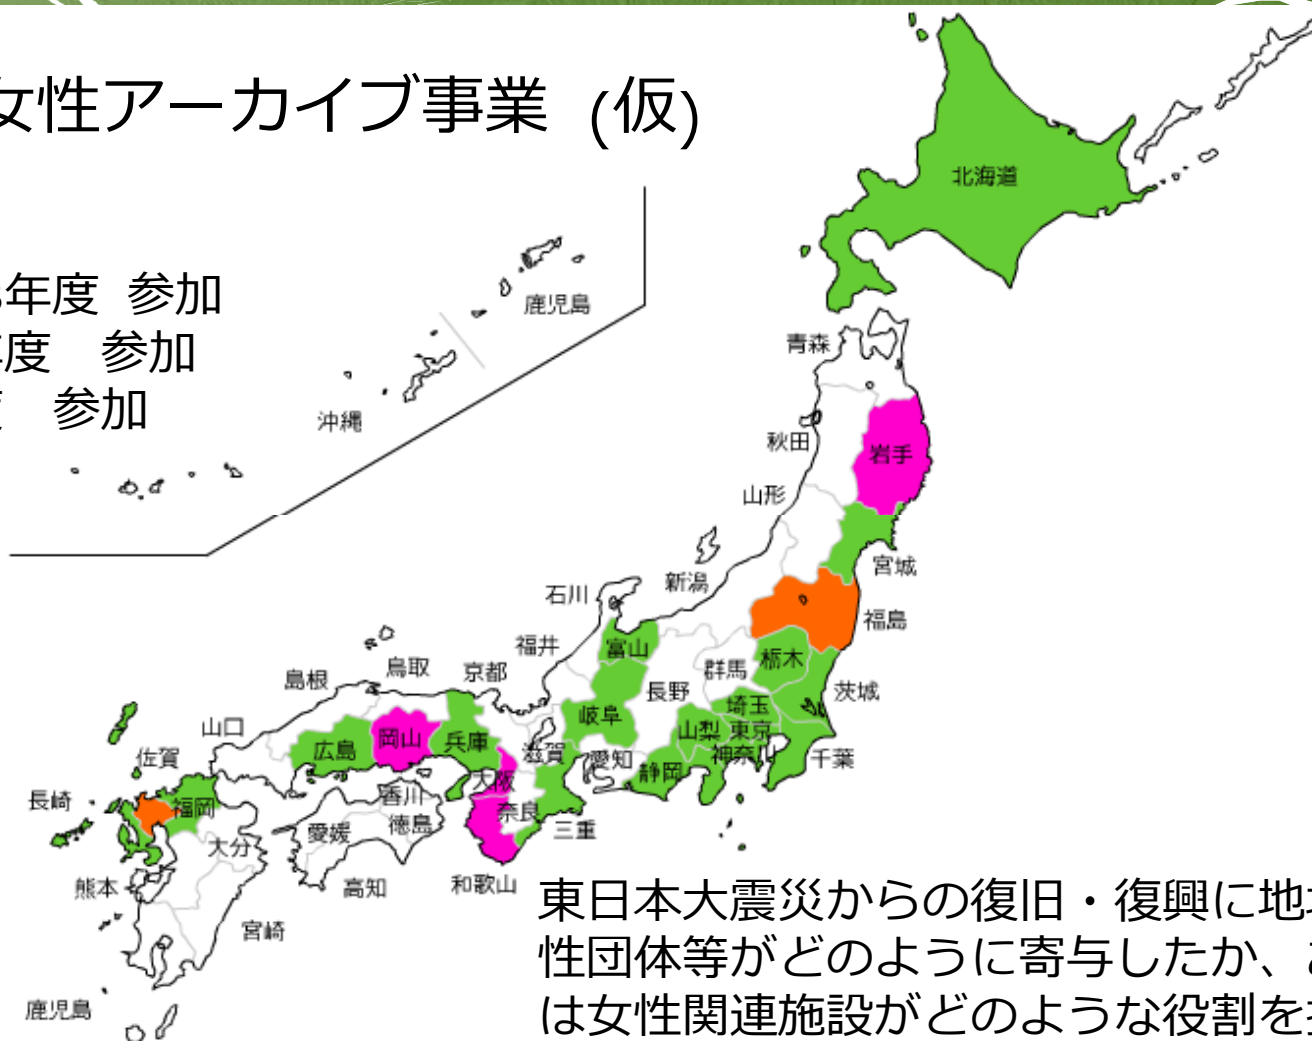 女性アーカイブ事業 (仮)
年度 参加
年度 参加
参加
北海道
鹿児島
沖縄
青森
秋田
岩手
山形
宮城
新潟
石川
福島
福井
富山
群馬
栃木
鳥取
京都
島根
長野
茨城
埼玉
岐阜
山梨
東京
山口
広島
岡山
兵庫
滋賀
愛知
静岡
神奈
千葉
佐賀
大阪
長崎
福岡
香川
奈良
三重
愛媛
徳島
大分
熊本
高知
和歌山
宮崎
鹿児島
東日本大震災からの復旧・復興に地
性団体等がどのように寄与したか、
は女性関連施設がどのような役割を